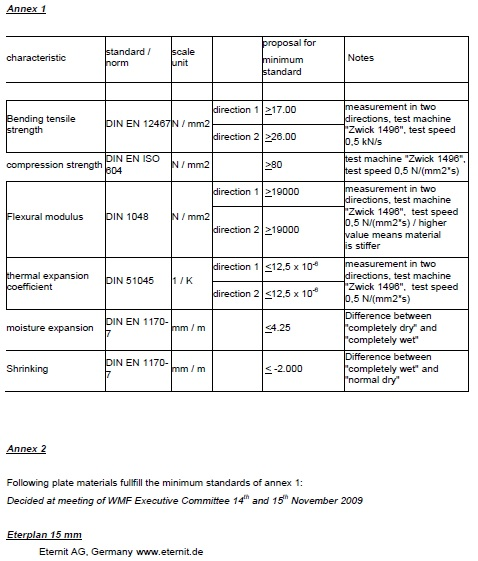 Annex 1
characteristic standard / norm scale unit proposal for minimum standard Notes
Bending tensile strength DIN EN 12467 N / mm2 direction 1 ≥17.00 measurement in two directions, test machine "Zwick 1496", test speed 0,5 kN/s
direction 2 ≥26.00
compression strength DIN EN ISO 604 N / mm2 ≥80 test machine "Zwick 1496", test speed 0,5 N/(mm2*s)
Flexural modulus DIN 1048 N / mm2 direction 1 ≥19000 measurement in two directions, test machine "Zwick 1496", test speed 0,5 N/(mm2*s) / higher value means material is stiffer
direction 2 ≥19000
thermal expansion coefficient DIN 51045 1 / K direction 1 ≤12,5 x 10⁻⁶ measurement in two directions, test machine "Zwick 1496", test speed 0,5 N/(mm2*s)
direction 2 ≤12,5 x 10⁻⁶
moisture expansion DIN EN 1170-7 mm / m ≤4.25 Difference between "completely dry" and "completely wet"
Shrinking DIN EN 1170-7 mm / m ≤ -2.000 Difference between "completely wet" and "normal dry"
Annex 2
Following plate materials fullfill the minimum standards of annex 1:
Decided at meeting of WMF Executive Committee 14th and 15th November 2009
Eterplan 15 mm
Eternit AG, Germany www.eternit.de